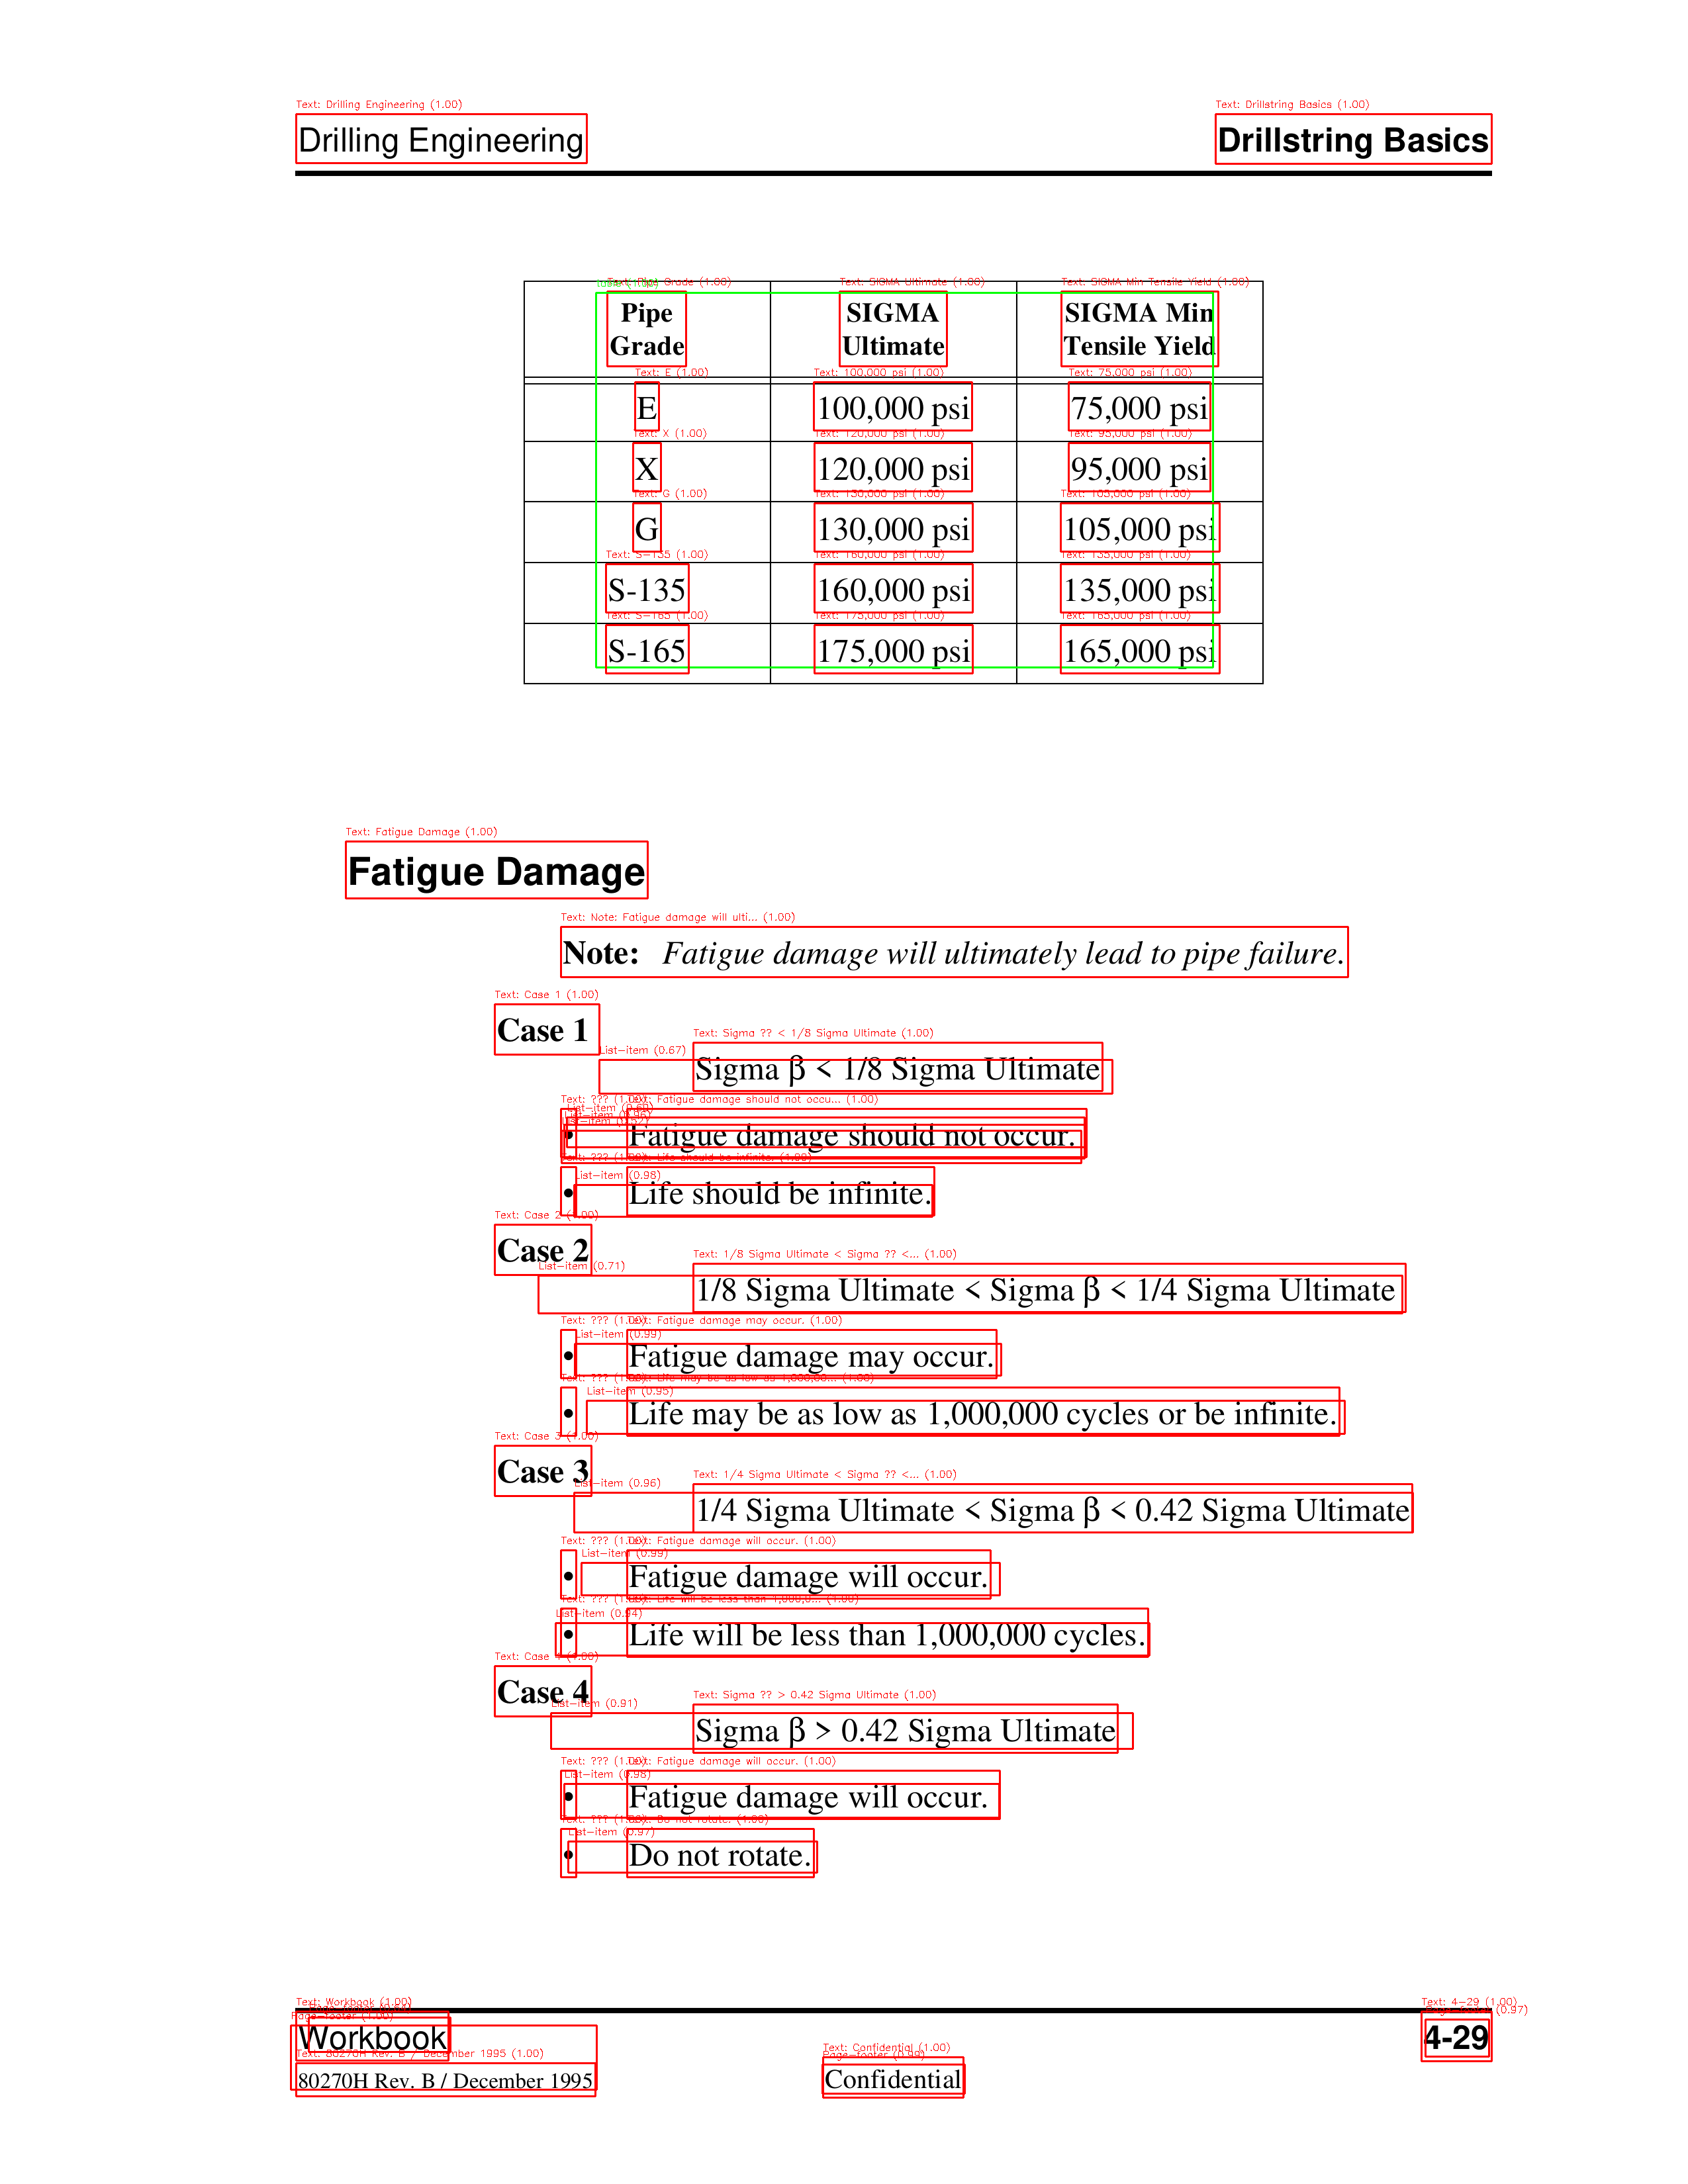 Drilling Engineering Drillstring Basics
Pipe Grade SIGMA Ultimate SIGMA Min Tensile Yield
E 100,000 psi 75,000 psi
X 120,000 psi 95,000 psi
G 130,000 psi 105,000 psi
S-135 160,000 psi 135,000 psi
S-165 175,000 psi 165,000 psi
Fatigue Damage
Note: Fatigue damage will ultimately lead to pipe failure.
Case 1
Sigma β < 1/8 Sigma Ultimate
• Fatigue damage should not occur.
• Life should be infinite.
Case 2
1/8 Sigma Ultimate < Sigma β < 1/4 Sigma Ultimate
• Fatigue damage may occur.
• Life may be as low as 1,000,000 cycles or be infinite.
Case 3
1/4 Sigma Ultimate < Sigma β < 0.42 Sigma Ultimate
• Fatigue damage will occur.
• Life will be less than 1,000,000 cycles.
Case 4
Sigma β > 0.42 Sigma Ultimate
• Fatigue damage will occur.
• Do not rotate.
Workbook 4-29
80270H Rev. B / December 1995 Confidential